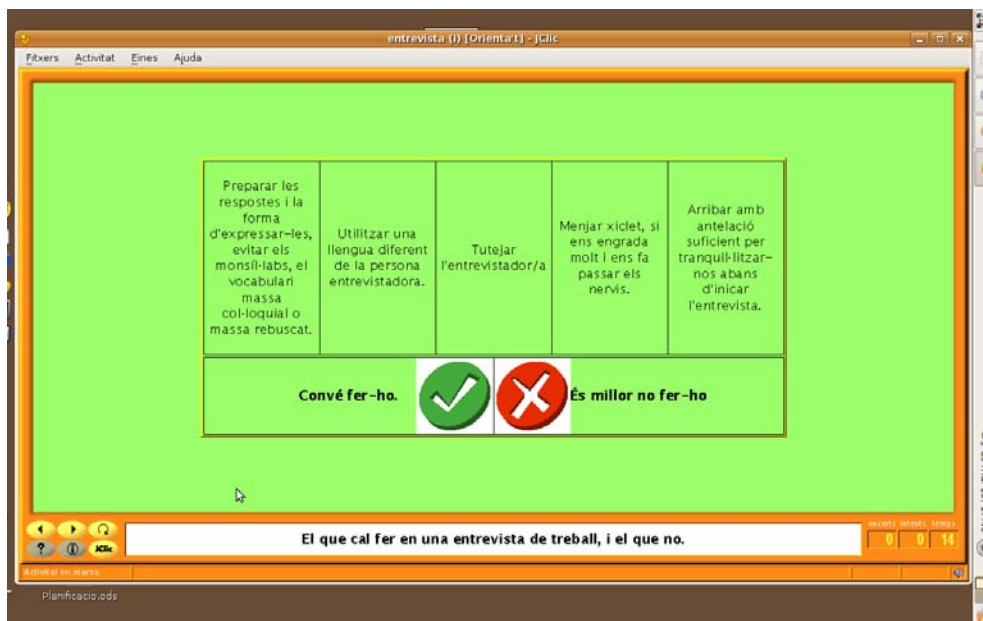 entrevista (I) [Orienta't] - JClic
Fitxers Activitat Eines Ajuda
Preparar les
respostes i la
forma
d'expressar-les,
evitar els
monsíl·labs, el
vocabulari
massa
col·loquial o
massa rebuscat.
Utilitzar una
llengua diferent
de la persona
entrevistadora.
Tutejar
l'entrevistador/a
Menjar xiclet, si
ens engrada
molt i ens fa
passar els
nervis.
Arribar amb
antelació
suficient per
tranquil·litzar-
nos abans
d'inicar
l'entrevista.
Convé fer-ho.
És millor no fer-ho
El que cal fer en una entrevista de treball, i el que no.
encerts intents temps
0 0 14
? JClic
Activitat en marxa
Planificacio.ods